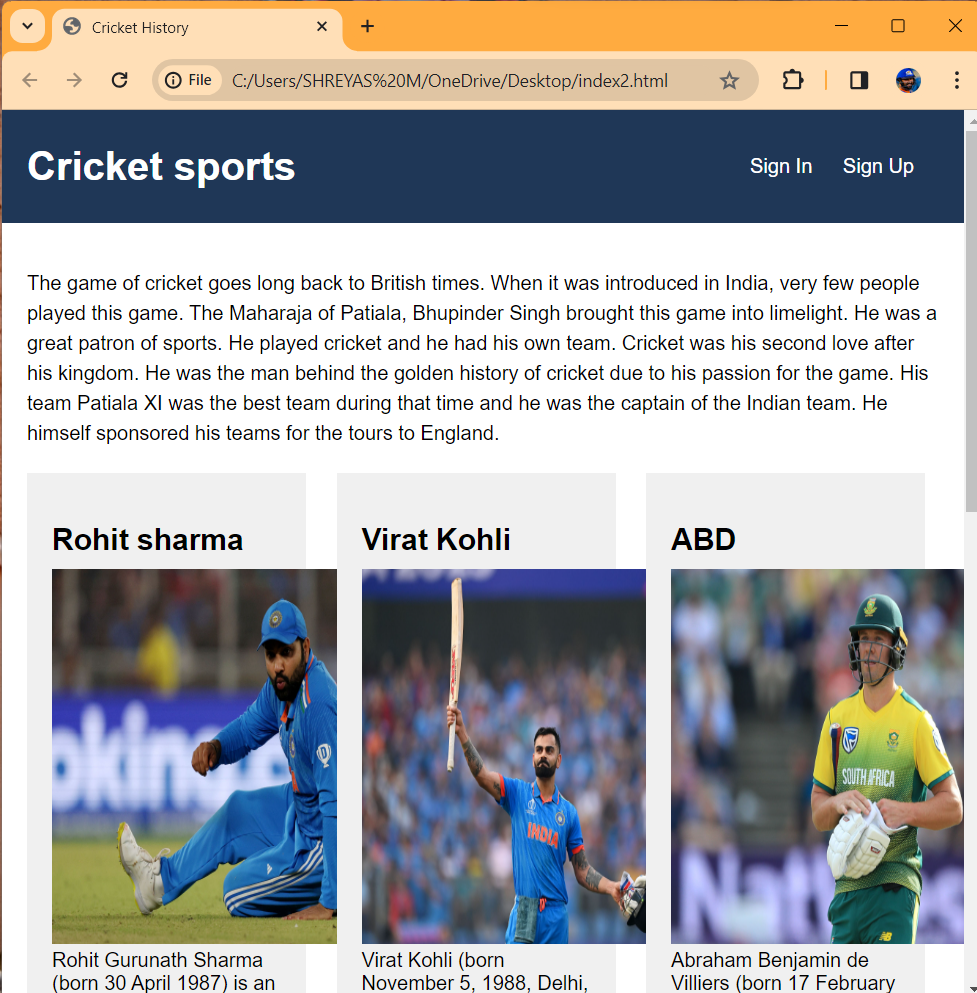 Cricket History
File
C:/Users/SHREYAS%20M/OneDrive/Desktop/index2.html
Cricket sports
Sign In
Sign Up
The game of cricket goes long back to British times. When it was introduced in India, very few people
played this game. The Maharaja of Patiala, Bhupinder Singh brought this game into limelight. He was a
great patron of sports. He played cricket and he had his own team. Cricket was his second love after
his kingdom. He was the man behind the golden history of cricket due to his passion for the game. His
team Patiala XI was the best team during that time and he was the captain of the Indian team. He
himself sponsored his teams for the tours to England.
Rohit sharma
okin
Rohit Gurunath Sharma
(born 30 April 1987) is an
Virat Kohli
INDIA
Virat Kohli (born
November 5, 1988, Delhi,
ABD
SOUTH AFRICA
Abraham Benjamin de
Villiers (born 17 February